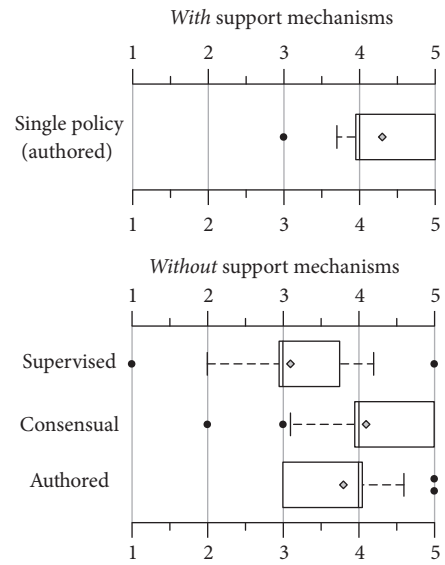 With support mechanisms
1 2 3 4 5
Single policy
(authored)
1 2 3 4 5
Without support mechanisms
1 2 3 4 5
Supervised
Consensual
Authored
1 2 3 4 5